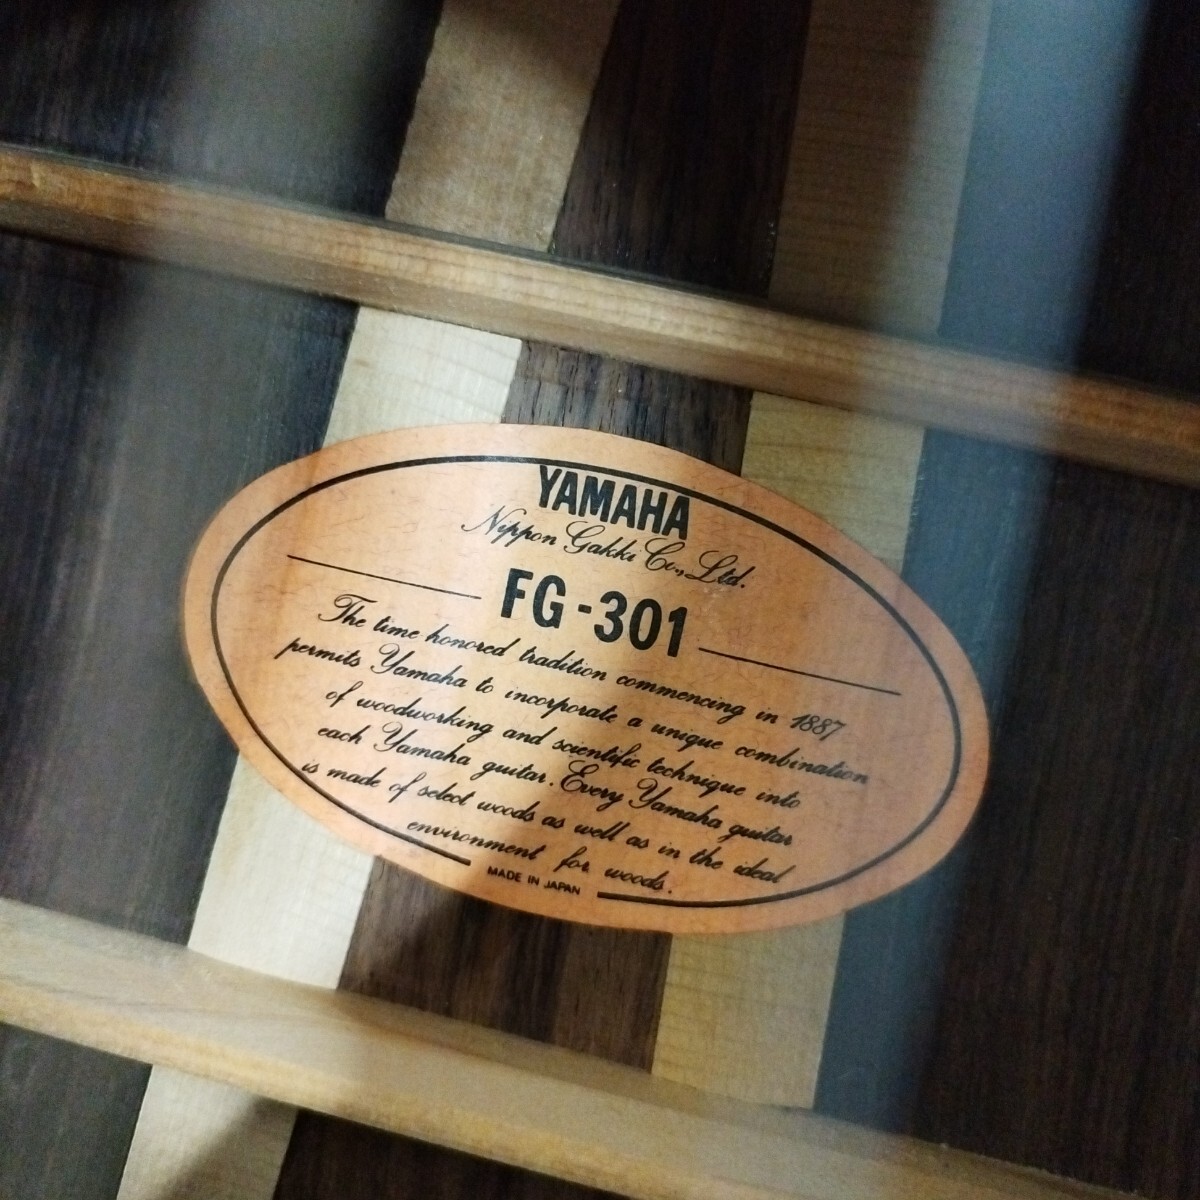 YAMAHA
Nippon Gakki Co., Ltd.
FG-301
The time honored tradition commencing in 1887
permits Yamaha to incorporate a unique combination
of woodworking and scientific technique into
each Yamaha guitar. Every Yamaha guitar
is made of select woods as well as in the ideal
environment for woods.
MADE IN JAPAN